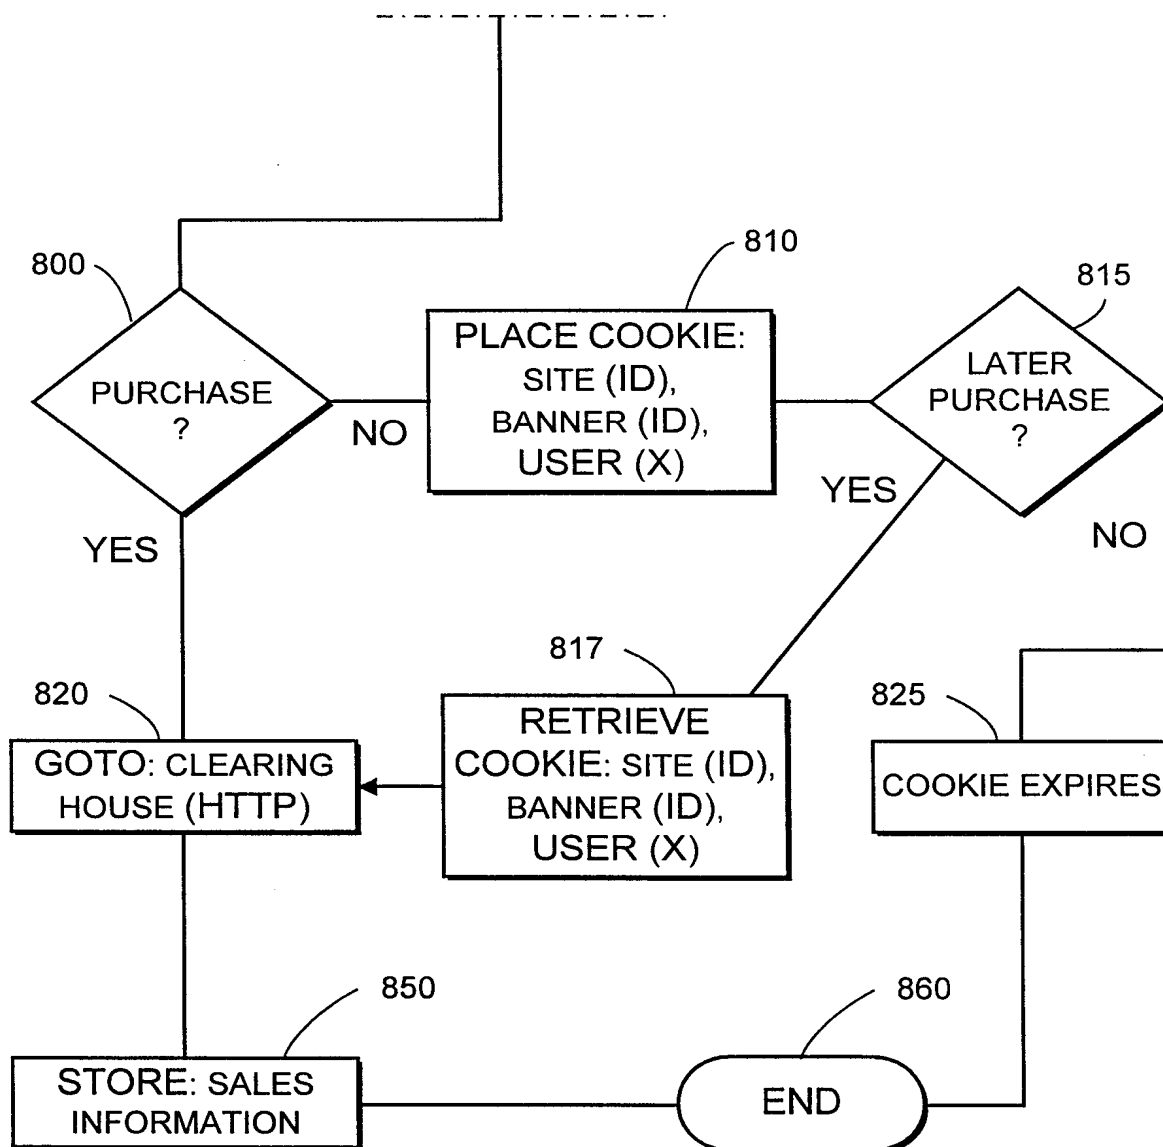 810
800
815
PLACE COOKIE:
SITE (ID),
BANNER (ID),
USER (X)
LATER
PURCHASE
?
PURCHASE
?
NO
YES
YES
NO
817
820
825
RETRIEVE
COOKIE: SITE (ID),
BANNER (ID),
USER (X)
GOTO: CLEARING
HOUSE (HTTP)
COOKIE EXPIRES
850
860
STORE: SALES
INFORMATION
END